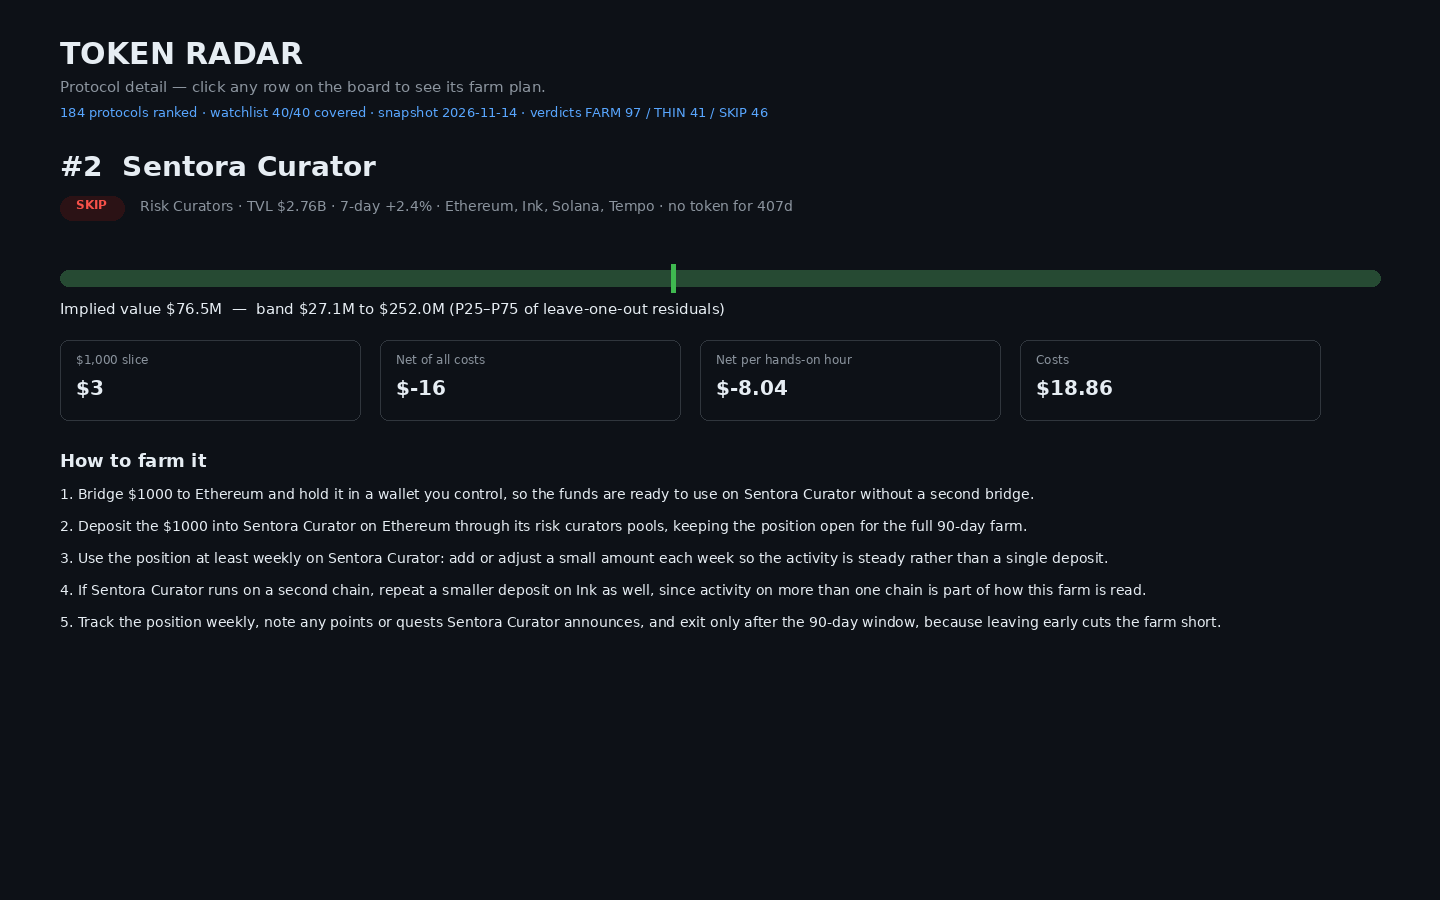 TOKEN RADAR
Protocol detail — click any row on the board to see its farm plan.
184 protocols ranked · watchlist 40/40 covered · snapshot 2026-11-14 · verdicts FARM 97 / THIN 41 / SKIP 46
#2 Sentora Curator
SKIP Risk Curators · TVL $2.76B · 7-day +2.4% · Ethereum, Ink, Solana, Tempo · no token for 407d
Implied value $76.5M — band $27.1M to $252.0M (P25–P75 of leave-one-out residuals)
$1,000 slice
$3
Net of all costs
$-16
Net per hands-on hour
$-8.04
Costs
$18.86
How to farm it
1. Bridge $1000 to Ethereum and hold it in a wallet you control, so the funds are ready to use on Sentora Curator without a second bridge.
2. Deposit the $1000 into Sentora Curator on Ethereum through its risk curators pools, keeping the position open for the full 90-day farm.
3. Use the position at least weekly on Sentora Curator: add or adjust a small amount each week so the activity is steady rather than a single deposit.
4. If Sentora Curator runs on a second chain, repeat a smaller deposit on Ink as well, since activity on more than one chain is part of how this farm is read.
5. Track the position weekly, note any points or quests Sentora Curator announces, and exit only after the 90-day window, because leaving early cuts the farm short.